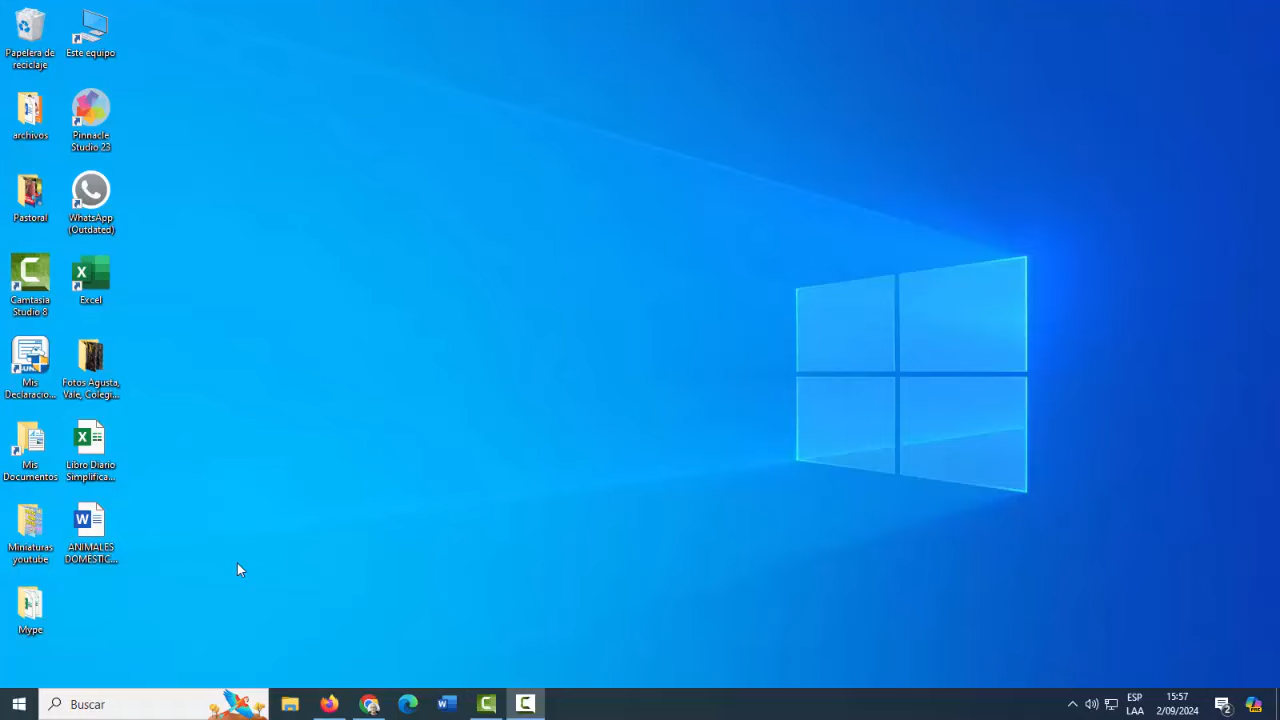 Papelera de
reciclaje
Este equipo
archivos
Pinnacle
Studio 23
Pastoral
WhatsApp
(Outdated)
Camtasia
Studio 8
Excel
Mis
Declaracio...
Fotos Agusta,
Vale, Colegi...
Mis
Documentos
Libro Diario
Simplifica...
Miniaturas
youtube
ANIMALES
DOMÉSTIC...
Mype
Buscar
ESP
LAA
15:57
2/09/2024
2